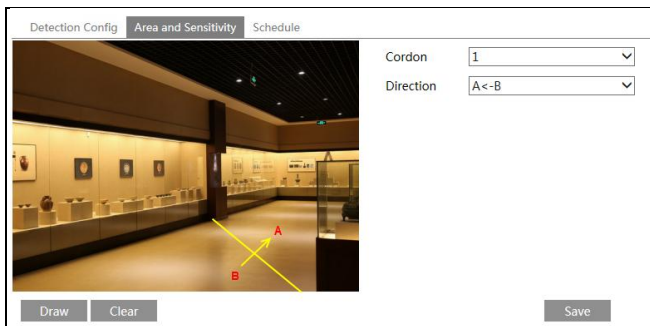 Detection Config Area and Sensitivity Schedule
Cordon 1
Direction A<-B
A
B
Draw Clear Save